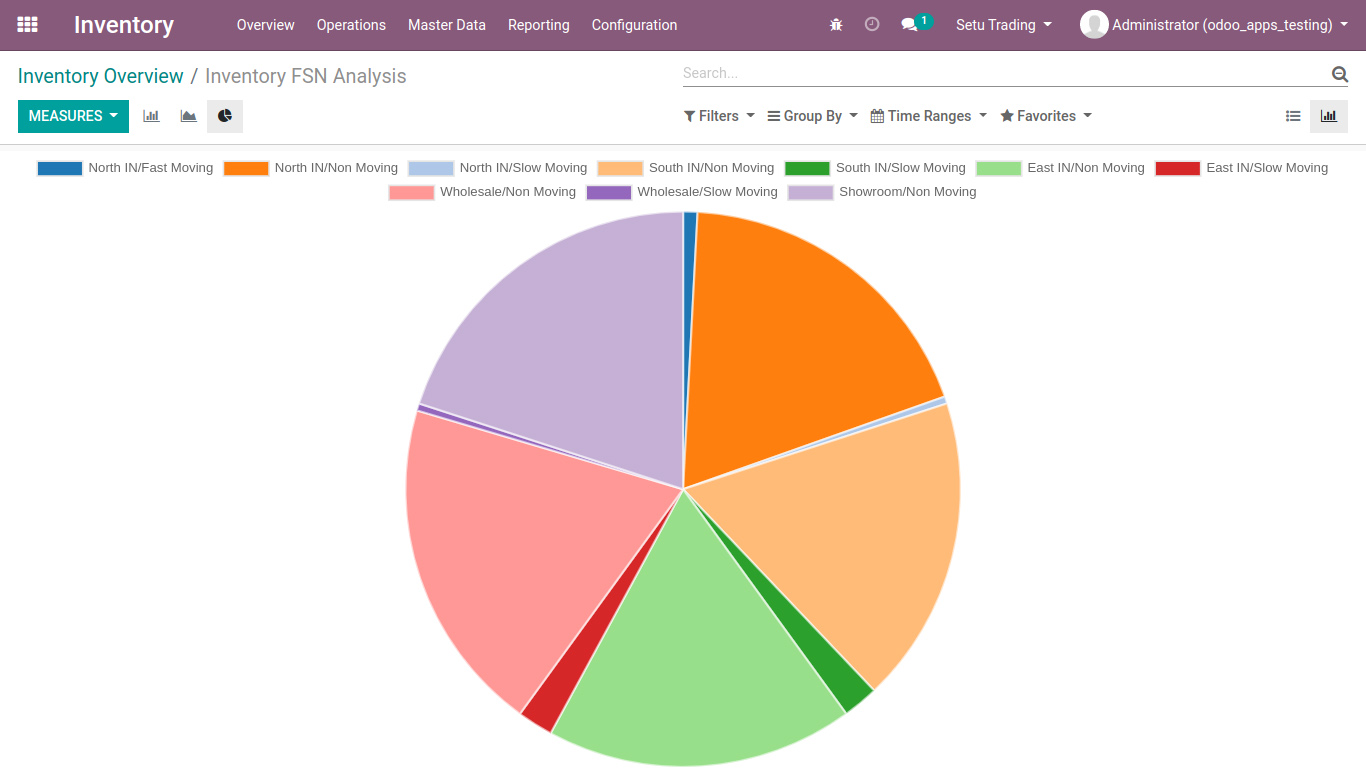 Inventory Overview Operations Master Data Reporting Configuration 1 Setu Trading Administrator (odoo_apps_testing)
Inventory Overview / Inventory FSN Analysis Search...
MEASURES Filters Group By Time Ranges Favorites
North IN/Fast Moving North IN/Non Moving North IN/Slow Moving South IN/Non Moving South IN/Slow Moving East IN/Non Moving East IN/Slow Moving
Wholesale/Non Moving Wholesale/Slow Moving Showroom/Non Moving